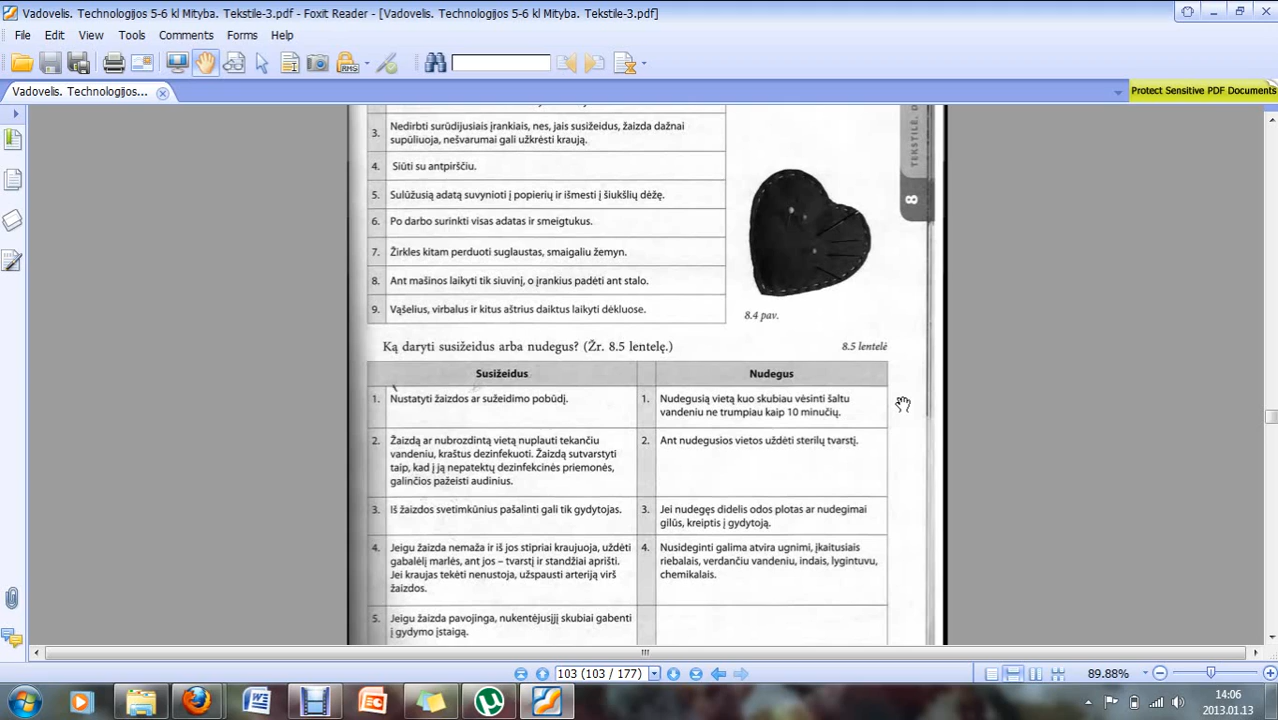 Vadovelis. Technologijos 5-6 kl Mityba. Tekstile-3.pdf - Foxit Reader - [Vadovelis. Technologijos 5-6 kl Mityba. Tekstile-3.pdf]
File Edit View Tools Comments Forms Help
RMS
Vadovelis. Technologijos...
Protect Sensitive PDF Documents
3. Nedirbti surūdijusiais įrankiais, nes, jais susižeidus, žaizda dažnai
supūliuoja, nešvarumai gali užkrėsti kraują.
4. Siūti su antpirščiu.
5. Sulūžusią adatą suvynioti į popierių ir išmesti į šiukšlių dėžę.
6. Po darbo surinkti visas adatas ir smeigtukus.
7. Žirkles kitam perduoti suglaustas, smaigaliu žemyn.
8. Ant mašinos laikyti tik siuvinį, o įrankius padėti ant stalo.
9. Vąšelius, virbalus ir kitus aštrius daiktus laikyti dėkluose.
8.4 pav.
TEKSTILĖ. D
8
Ką daryti susižeidus arba nudegus? (Žr. 8.5 lentelę.)
8.5 lentelė
Susižeidus
Nudegus
1. Nustatyti žaizdos ar sužeidimo pobūdį.
1. Nudegusią vietą kuo skubiau vėsinti šaltu
vandeniu ne trumpiau kaip 10 minučių.
2. Žaizdą ar nubrozdintą vietą nuplauti tekančiu
vandeniu, kraštus dezinfekuoti. Žaizdą sutvarstyti
taip, kad į ją nepatektų dezinfekcinės priemonės,
galinčios pažeisti audinius.
2. Ant nudegusios vietos uždėti sterilų tvarstį.
3. Iš žaizdos svetimkūnius pašalinti gali tik gydytojas.
3. Jei nudegęs didelis odos plotas ar nudegimai
gilūs, kreiptis į gydytoją.
4. Jeigu žaizda nemaža ir iš jos stipriai kraujuoja, uždėti
gabalėlį marlės, ant jos – tvarstį ir standžiai aprišti.
Jei kraujas tekėti nenustoja, užspausti arteriją virš
žaizdos.
4. Nusideginti galima atvira ugnimi, įkaitusiais
riebalais, verdančiu vandeniu, indais, lygintuvu,
chemikalais.
5. Jeigu žaizda pavojinga, nukentėjusįjį skubiai gabenti
į gydymo įstaigą.
103 (103 / 177)
89.88%
14:06
2013.01.13